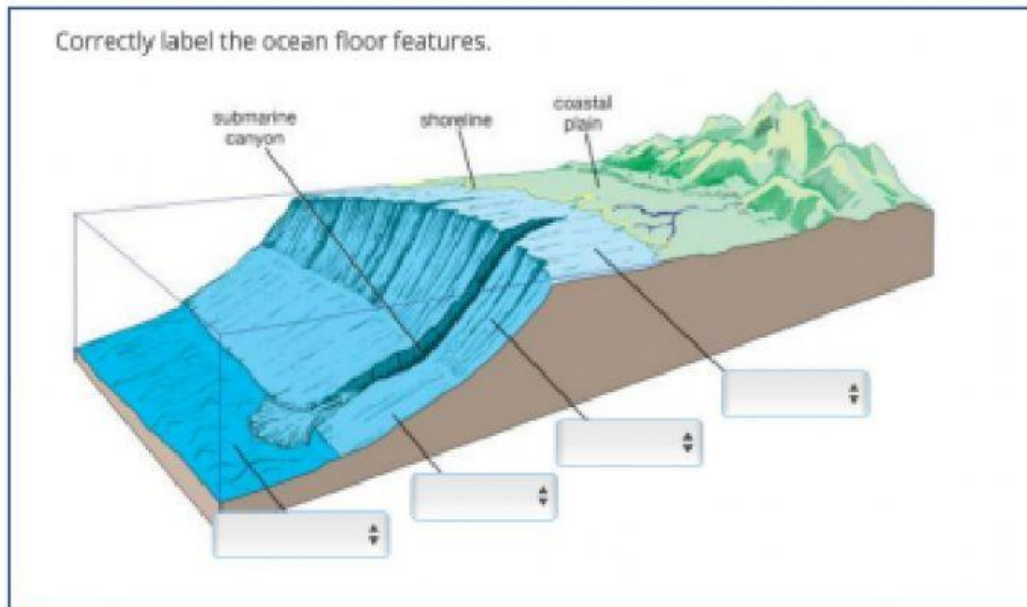 Correctly label the ocean floor features.
submarine
canyon
shoreline
coastal
plain